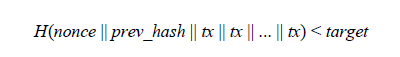 H(nonce || prev_hash || tx || tx || ... || tx) < target